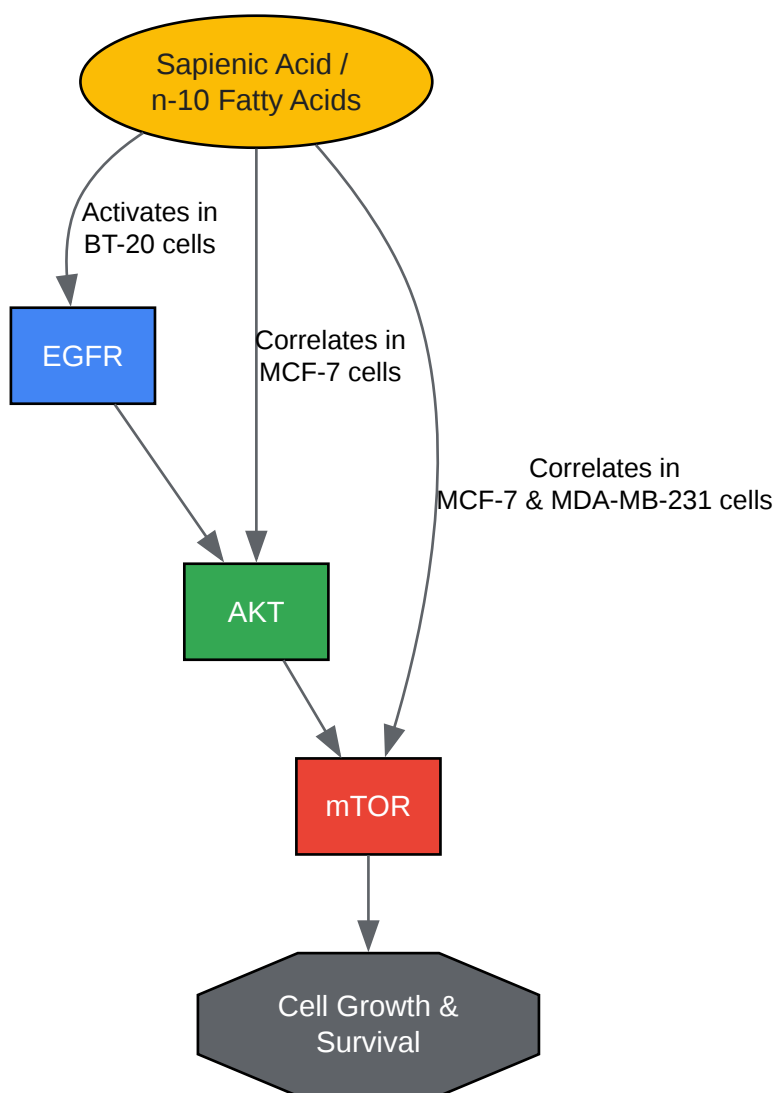 Sapienic Acid /
n-10 Fatty Acids
Activates in
BT-20 cells
EGFR
Correlates in
MCF-7 cells
Correlates in
MCF-7 & MDA-MB-231 cells
AKT
mTOR
Cell Growth &
Survival